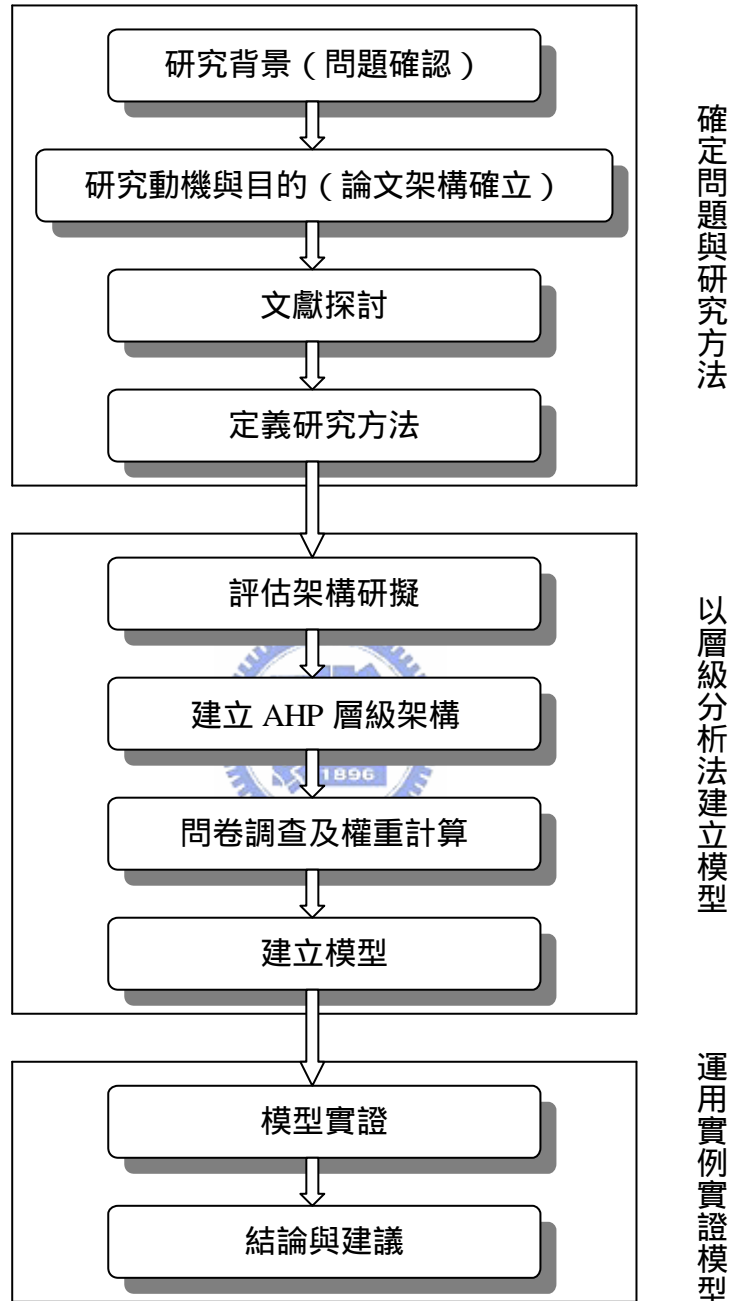 研究背景（問題確認）
研究動機與目的（論文架構確立）
文獻探討
定義研究方法
確定問題與研究方法
評估架構研擬
建立 AHP 層級架構
1896
問卷調查及權重計算
建立模型
以層級分析法建立模型
模型實證
結論與建議
運用實例實證模型